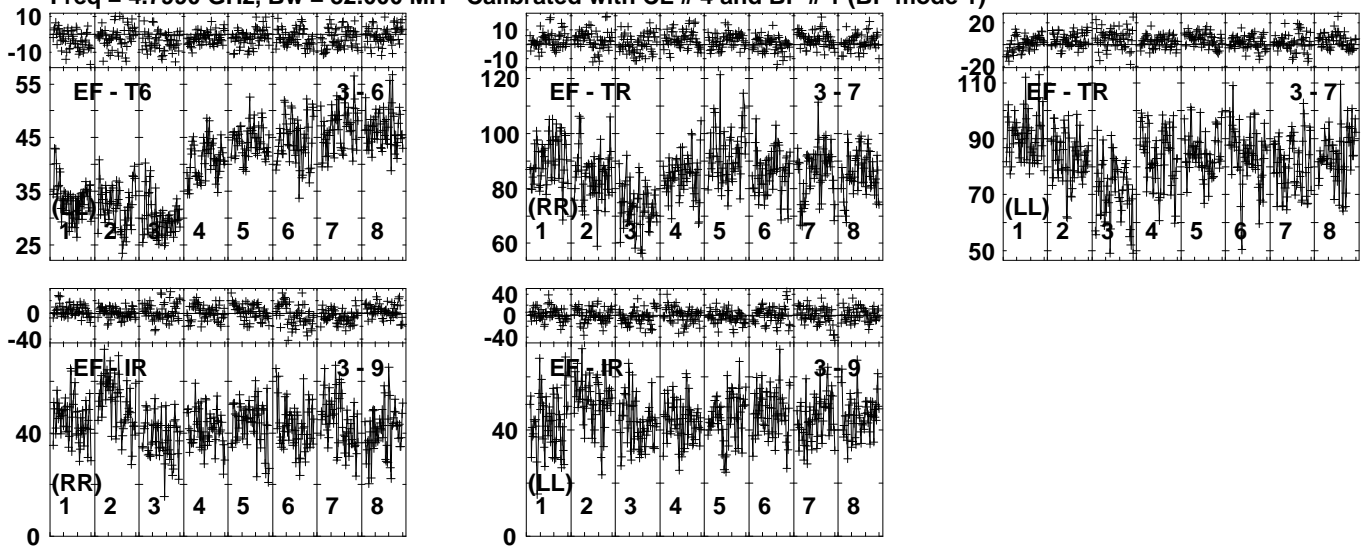 Freq = GHz, Bw = MH Calibrated with CL # 4 and BP # 1 (BP mode 1)
10
-10
55
45
35
25
EF - T6
3 - 6
(LL)
1 2 3 4 5 6 7 8
10
-10
120
100
80
60
EF - TR
3 - 7
(RR)
1 2 3 4 5 6 7 8
20
-20
110
90
70
50
EF - TR
3 - 7
(LL)
1 2 3 4 5 6 7 8
0
-40
40
0
EF - IR
3 - 9
(RR)
1 2 3 4 5 6 7 8
40
0
-40
40
0
EF - IR
3 - 9
(LL)
1 2 3 4 5 6 7 8